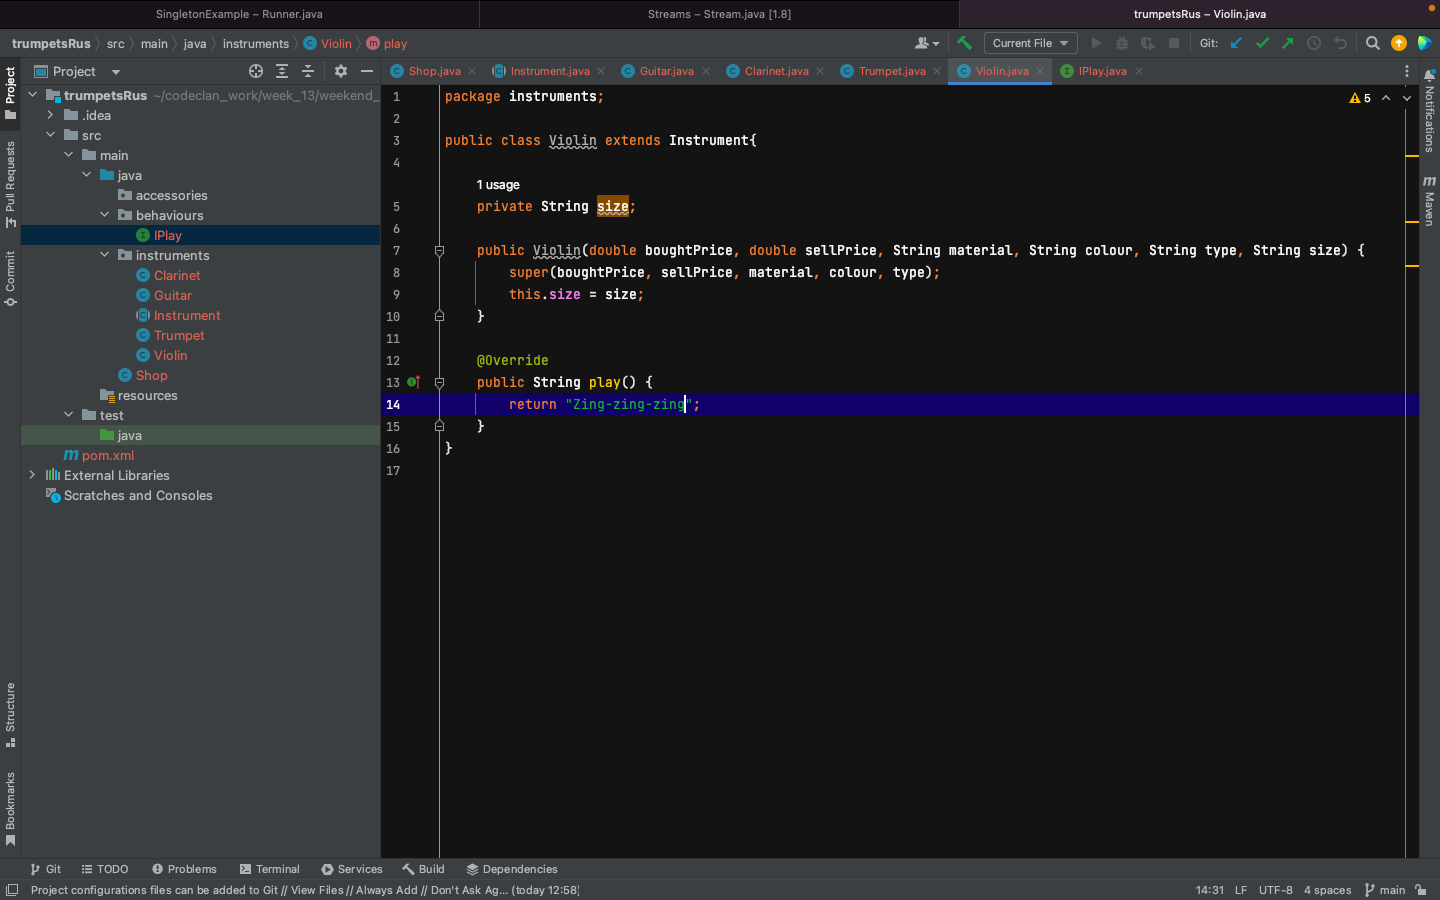 SingletonExample – Runner.java
Streams – Stream.java [1.8]
trumpetsRus – Violin.java
trumpetsRus
src
main
java
instruments
Violin
play
Current File
Git:
Project
Shop.java
Instrument.java
Guitar.java
Clarinet.java
Trumpet.java
Violin.java
IPlay.java
trumpetsRus ~/codeclan_work/week_13/weekend_
.idea
src
main
java
accessories
behaviours
IPlay
instruments
Clarinet
Guitar
Instrument
Trumpet
Violin
Shop
resources
test
java
pom.xml
External Libraries
Scratches and Consoles
1 package instruments;
2
3 public class Violin extends Instrument{
4
1 usage
5 private String size;
6
7 public Violin(double boughtPrice, double sellPrice, String material, String colour, String type, String size) {
8 super(boughtPrice, sellPrice, material, colour, type);
9 this.size = size;
10 }
11
12 @Override
13 public String play() {
14 return "Zing-zing-zing";
15 }
16 }
17
5
Project
Pull Requests
Commit
Structure
Bookmarks
Notifications
Maven
Git
TODO
Problems
Terminal
Services
Build
Dependencies
Project configurations files can be added to Git // View Files // Always Add // Don't Ask Ag... (today 12:58)
14:31
LF
UTF-8
4 spaces
main